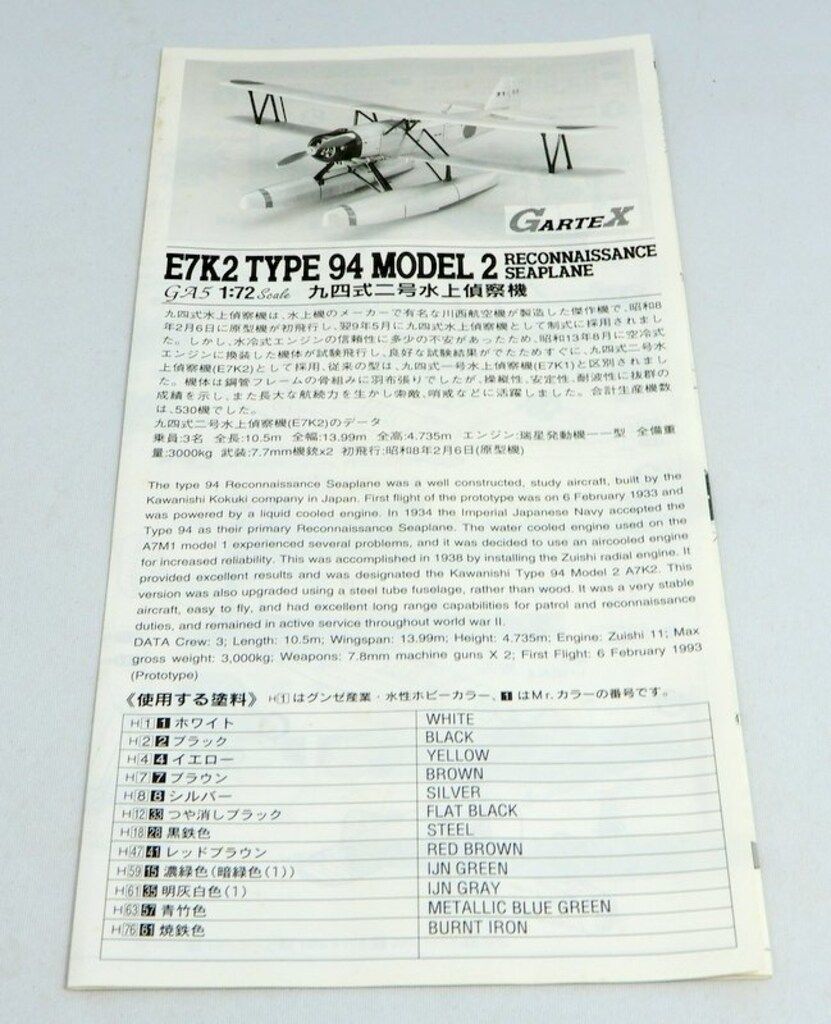 GARTEX
E7K2 TYPE 94 MODEL 2 RECONNAISSANCE SEAPLANE
GA5 1:72 Scale 九四式二号水上偵察機
九四式水上偵察機は、水上機のメーカーで有名な川西航空機が製造した傑作機で、昭和8
年2月6日に原型機が初飛行し、翌9年5月に九四式水上偵察機として制式に採用されまし
た。しかし、水冷式エンジンの信頼性に多少の不安があったため、昭和13年8月に空冷式
エンジンに換装した機体が試験飛行し、良好な試験結果がでたためすぐに、九四式二号水
上偵察機(E7K2)として採用、従来の型は、九四式一号水上偵察機(E7K1)と区別されまし
た。機体は鋼管フレームの骨組みに羽布張りでしたが、操縦性、安定性、耐波性に抜群の
成績を示し、また長大な航続力を生かし索敵、哨戒などに活躍しました。合計生産機数
は、530機でした。
九四式二号水上偵察機(E7K2)のデータ
乗員:3名 全長:10.5m 全幅:13.99m 全高:4.735m エンジン:瑞星発動機一一型 全備重
量:3000kg 武装:7.7mm機銃x2 初飛行:昭和8年2月6日(原型機)
The type 94 Reconnaissance Seaplane was a well constructed, study aircraft, built by the
Kawanishi Kokuki company in Japan. First flight of the prototype was on 6 February 1933 and
was powered by a liquid cooled engine. In 1934 the Imperial Japanese Navy accepted the
Type 94 as their primary Reconnaissance Seaplane. The water cooled engine used on the
A7M1 model 1 experienced several problems, and it was decided to use an aircooled engine
for increased reliability. This was accomplished in 1938 by installing the Zuishi radial engine. It
provided excellent results and was designated the Kawanishi Type 94 Model 2 A7K2. This
version was also upgraded using a steel tube fuselage, rather than wood. It was a very stable
aircraft, easy to fly, and had excellent long range capabilities for patrol and reconnaissance
duties, and remained in active service throughout world war II.
DATA Crew: 3; Length: 10.5m; Wingspan: 13.99m; Height: 4.735m; Engine: Zuishi 11; Max
gross weight: 3,000kg; Weapons: 7.8mm machine guns X 2; First Flight: 6 February 1993
(Prototype)
《使用する塗料》 H1はグンゼ産業・水性ホビーカラー、1はMr.カラーの番号です。
H1 1 ホワイト WHITE
H2 2 ブラック BLACK
H4 4 イエロー YELLOW
H7 7 ブラウン BROWN
H8 8 シルバー SILVER
H12 33 つや消しブラック FLAT BLACK
H18 28 黒鉄色 STEEL
H47 41 レッドブラウン RED BROWN
H59 15 濃緑色(暗緑色(1)) IJN GREEN
H61 35 明灰白色(1) IJN GRAY
H63 57 青竹色 METALLIC BLUE GREEN
H76 61 焼鉄色 BURNT IRON